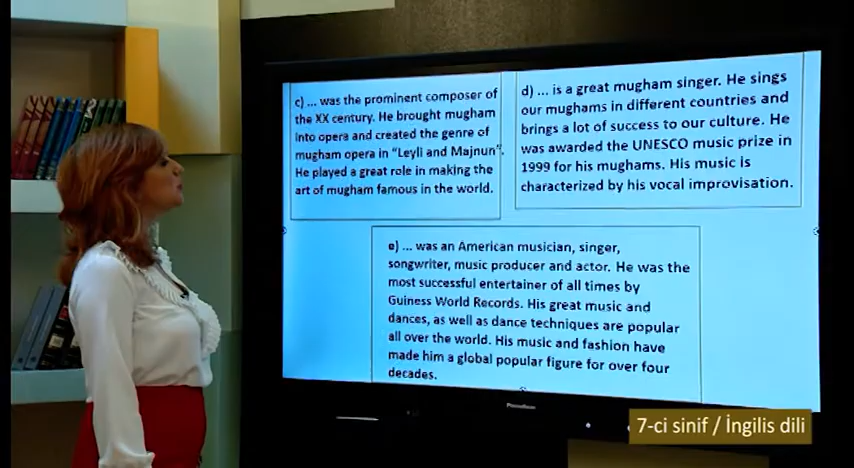 c) ... was the prominent composer of
the XX century. He brought mugham
into opera and created the genre of
mugham opera in "Leyli and Majnun".
He played a great role in making the
art of mugham famous in the world.
d) ... is a great mugham singer. He sings
our mughams in different countries and
brings a lot of success to our culture. He
was awarded the UNESCO music prize in
1999 for his mughams. His music is
characterized by his vocal improvisation.
e) ... was an American musician, singer,
songwriter, music producer and actor. He was the
most successful entertainer of all times by
Guiness World Records. His great music and
dances, as well as dance techniques are popular
all over the world. His music and fashion have
made him a global popular figure for over four
decades.
7-ci sinif / İngilis dili